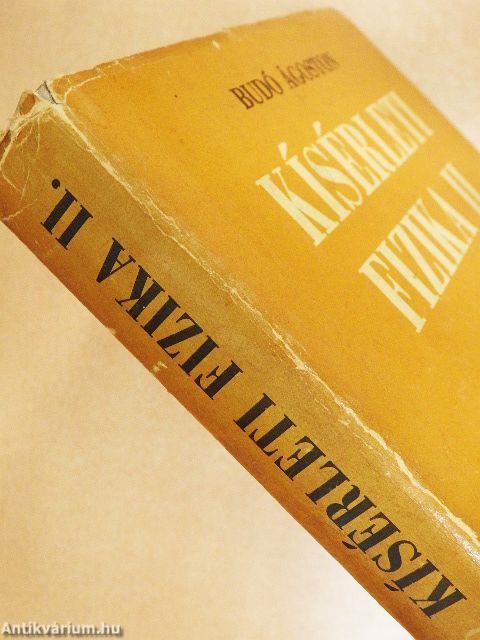 BUDÓ ÁGOSTON
KÍSÉRLETI
FIZIKA II
KÍSÉRLETI FIZIKA II.
Antikvárium.hu